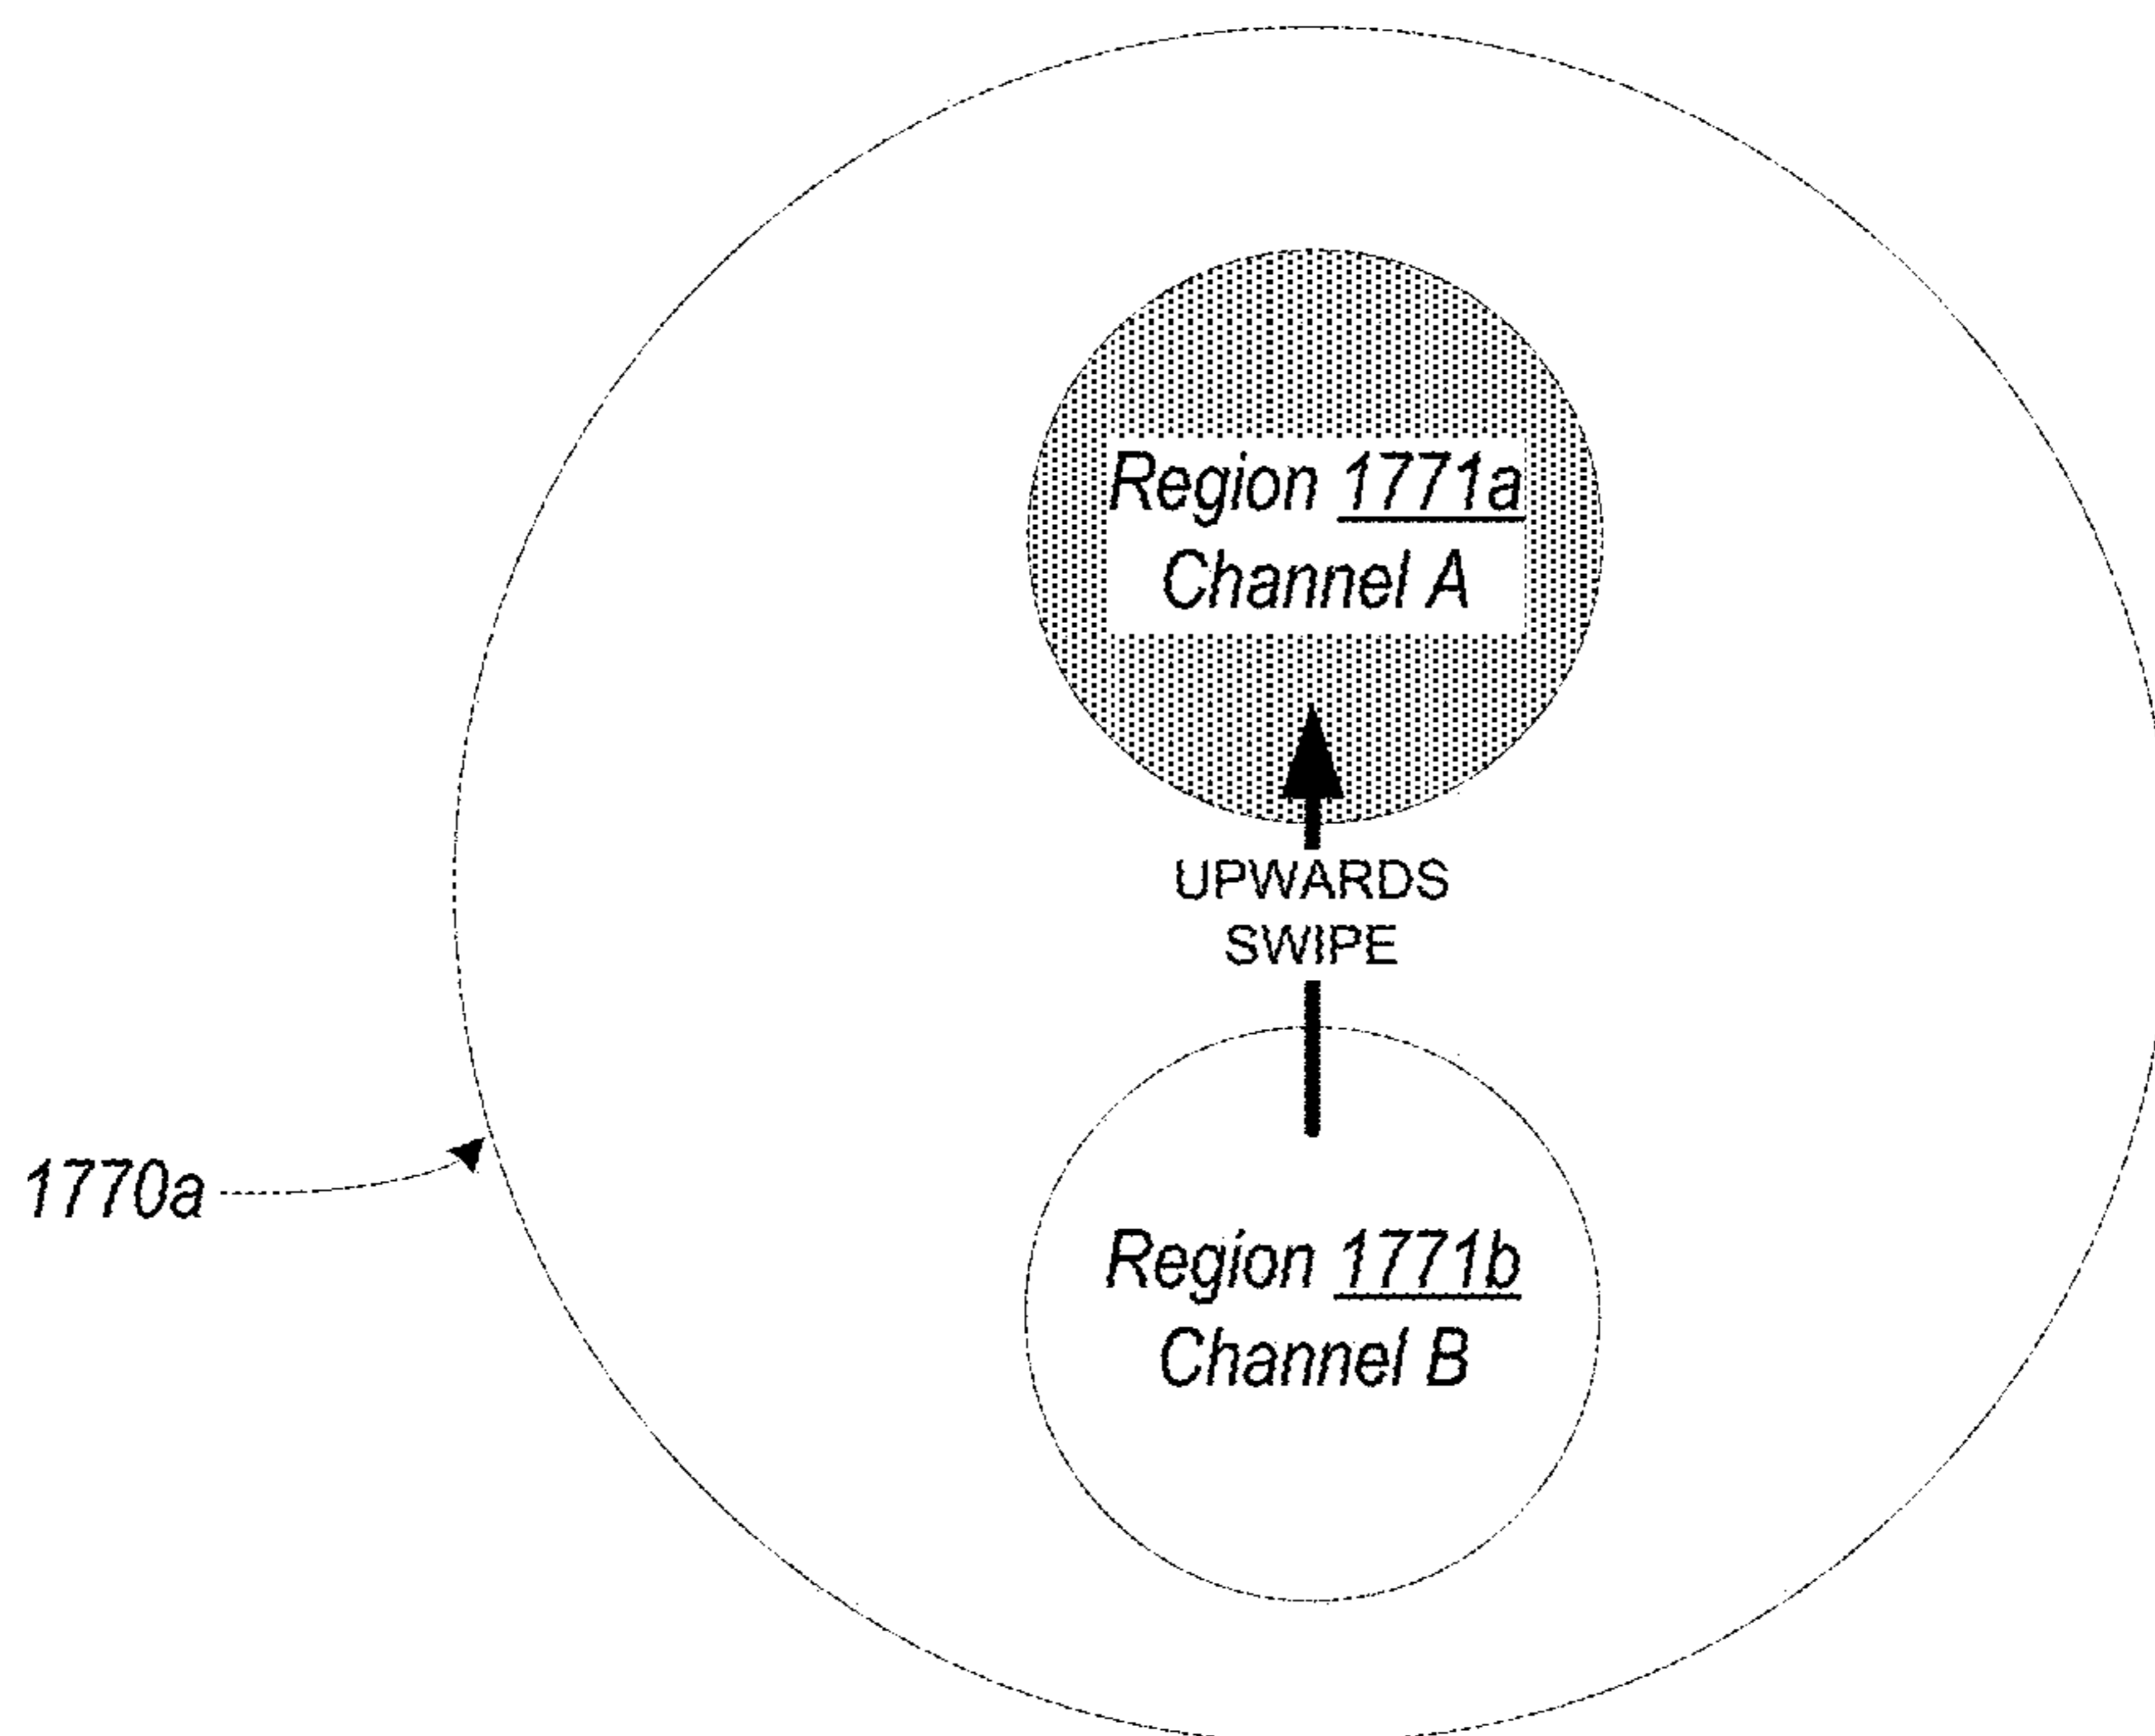 Region 1771a
Channel A
UPWARDS
SWIPE
1770a
Region 1771b
Channel B